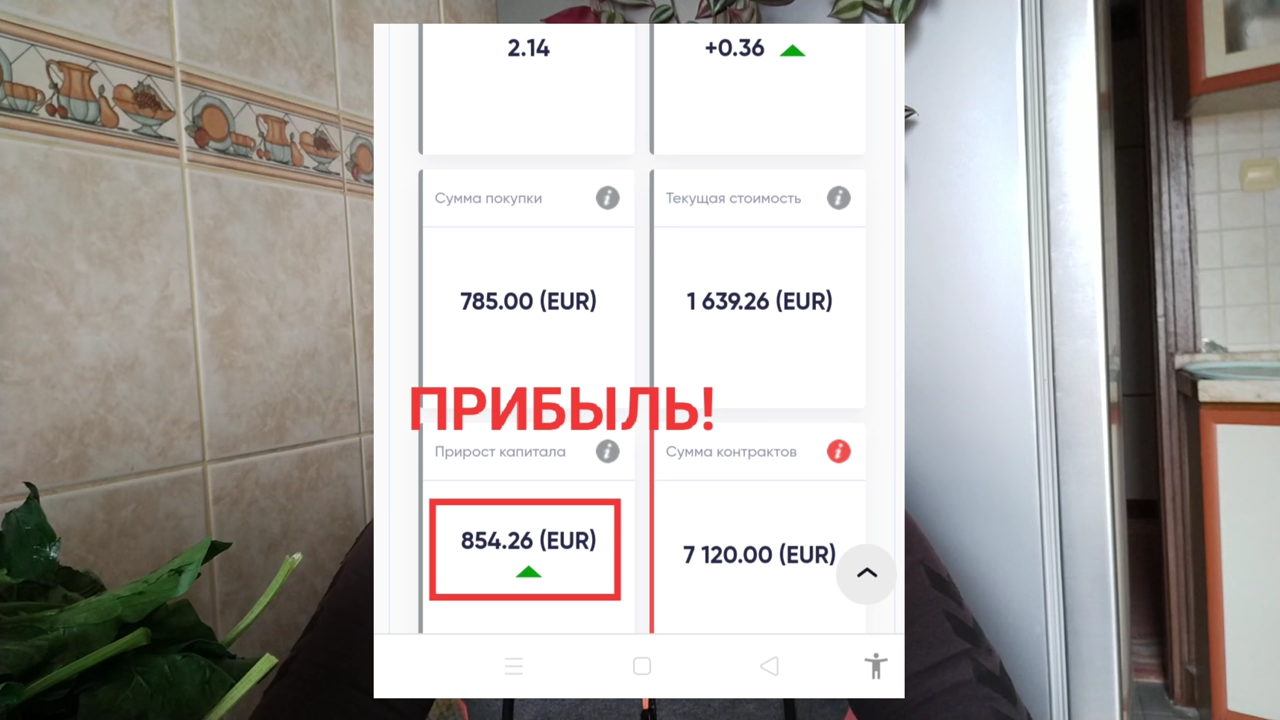 2.14
+0.36
Сумма покупки
Текущая стоимость
785.00 (EUR)
1 639.26 (EUR)
ПРИБЫЛЬ!
Прирост капитала
Сумма контрактов
854.26 (EUR)
7 120.00 (EUR)